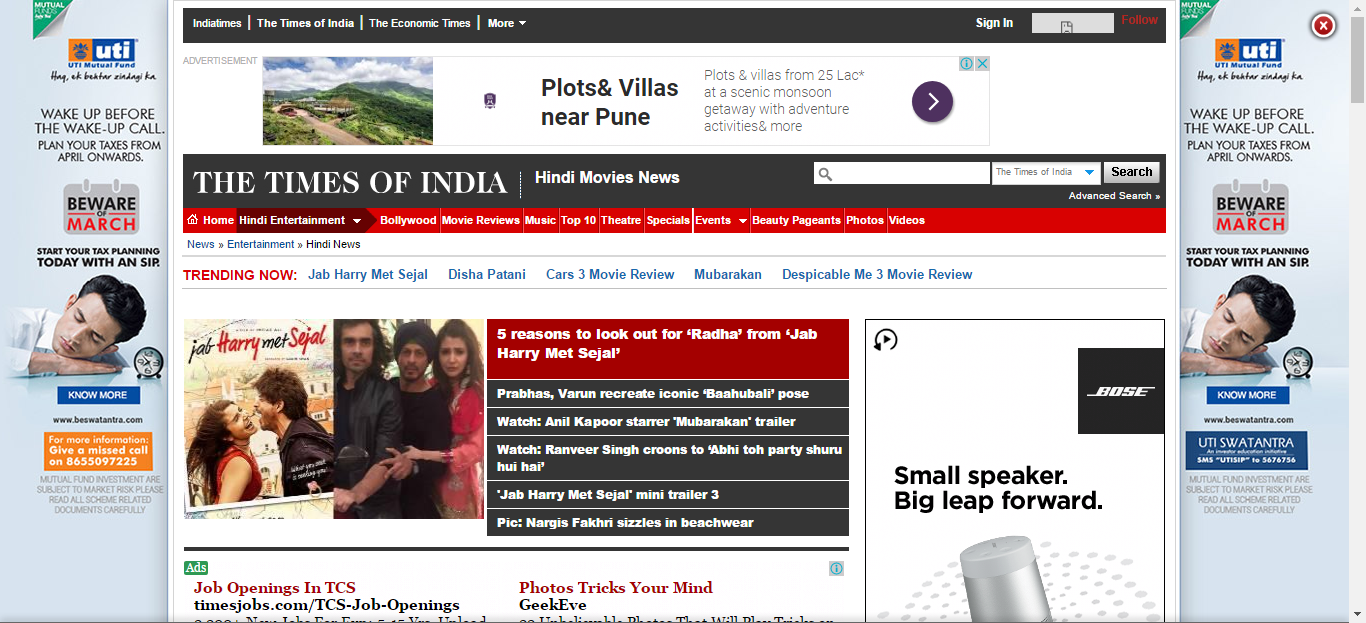 MUTUAL
FUNDS
Sahi Hai
uti
UTI Mutual Fund
Haq, ek behtar zindagi ka
WAKE UP BEFORE
THE WAKE-UP CALL.
PLAN YOUR TAXES FROM
APRIL ONWARDS.
BEWARE
OF
MARCH
START YOUR TAX PLANNING
TODAY WITH AN SIP.
KNOW MORE
www.beswatantra.com
For more information:
Give a missed call
on 8655097225
MUTUAL FUND INVESTMENT ARE
SUBJECT TO MARKET RISK PLEASE
READ ALL SCHEME RELATED
DOCUMENTS CAREFULLY
Indiatimes | The Times of India | The Economic Times | More
Sign In
Follow
ADVERTISEMENT
Plots& Villas
near Pune
Plots & villas from 25 Lac*
at a scenic monsoon
getaway with adventure
activities& more
THE TIMES OF INDIA
Hindi Movies News
The Times of India
Search
Advanced Search »
Home Hindi Entertainment Bollywood Movie Reviews Music Top 10 Theatre Specials Events Beauty Pageants Photos Videos
News » Entertainment » Hindi News
TRENDING NOW: Jab Harry Met Sejal Disha Patani Cars 3 Movie Review Mubarakan Despicable Me 3 Movie Review
jab Harry met Sejal
What you seek
is seeking you!
5 reasons to look out for ‘Radha’ from ‘Jab
Harry Met Sejal’
Prabhas, Varun recreate iconic ‘Baahubali’ pose
Watch: Anil Kapoor starrer 'Mubarakan' trailer
Watch: Ranveer Singh croons to ‘Abhi toh party shuru
hui hai’
'Jab Harry Met Sejal' mini trailer 3
Pic: Nargis Fakhri sizzles in beachwear
Ads
Job Openings In TCS
timesjobs.com/TCS-Job-Openings
Photos Tricks Your Mind
GeekEve
BOSE
Small speaker.
Big leap forward.
MUTUAL
FUNDS
Sahi Hai
uti
UTI Mutual Fund
Haq, ek behtar zindagi ka
WAKE UP BEFORE
THE WAKE-UP CALL.
PLAN YOUR TAXES FROM
APRIL ONWARDS.
BEWARE
OF
MARCH
START YOUR TAX PLANNING
TODAY WITH AN SIP.
KNOW MORE
www.beswatantra.com
UTI SWATANTRA
An investor education initiative
SMS "UTISIP" to 5676756
MUTUAL FUND INVESTMENT ARE
SUBJECT TO MARKET RISK PLEASE
READ ALL SCHEME RELATED
DOCUMENTS CAREFULLY